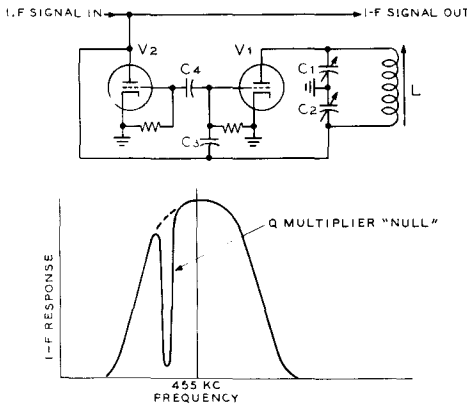 I.F SIGNAL IN
I-F SIGNAL OUT
V2
V1
C4
C1
C2
C3
L
I-F RESPONSE
Q MULTIPLIER "NULL"
455 KC
FREQUENCY